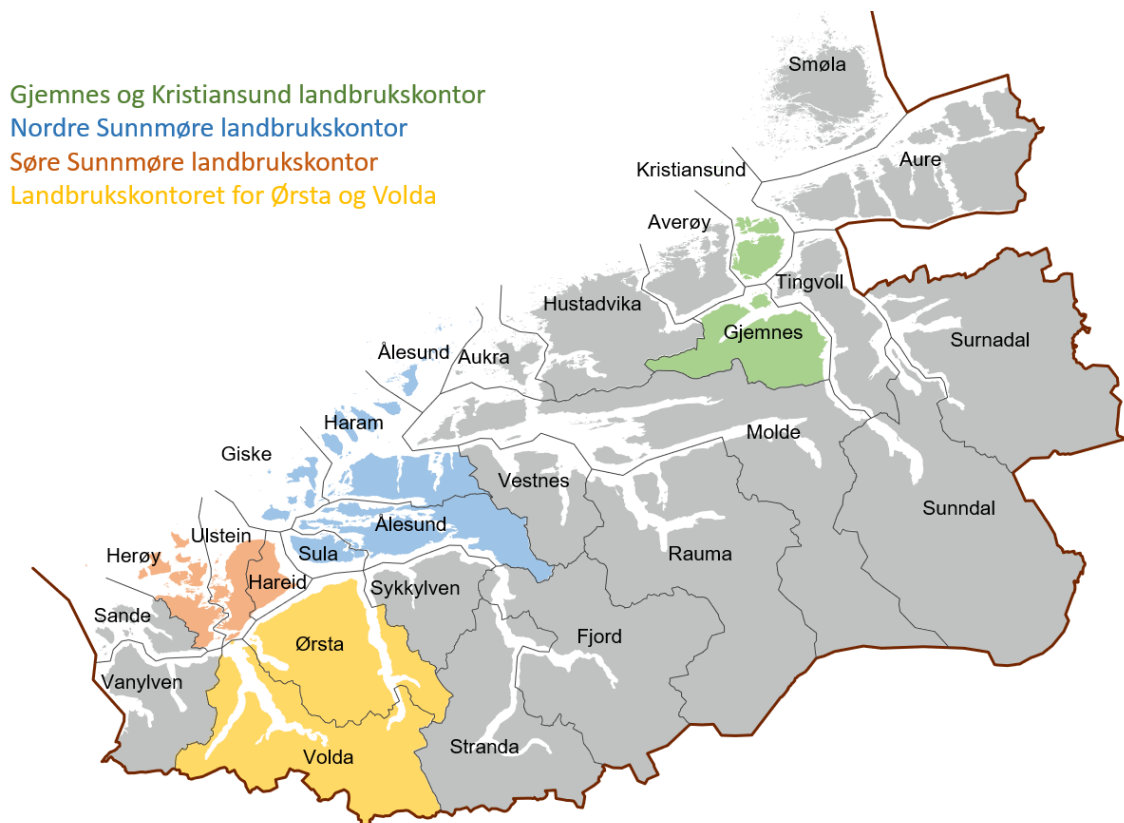 Gjemnes og Kristiansund landbrukskontor
Nordre Sunnmøre landbrukskontor
Søre Sunnmøre landbrukskontor
Landbrukskontoret for Ørsta og Volda
Smøla
Aure
Kristiansund
Averøy
Tingvoll
Hustadvika
Gjemnes
Surnadal
Ålesund
Aukra
Haram
Molde
Giske
Vestnes
Sunndal
Ålesund
Ulstein
Sula
Rauma
Herøy
Hareid
Sykkylven
Sande
Ørsta
Fjord
Vanylven
Stranda
Volda